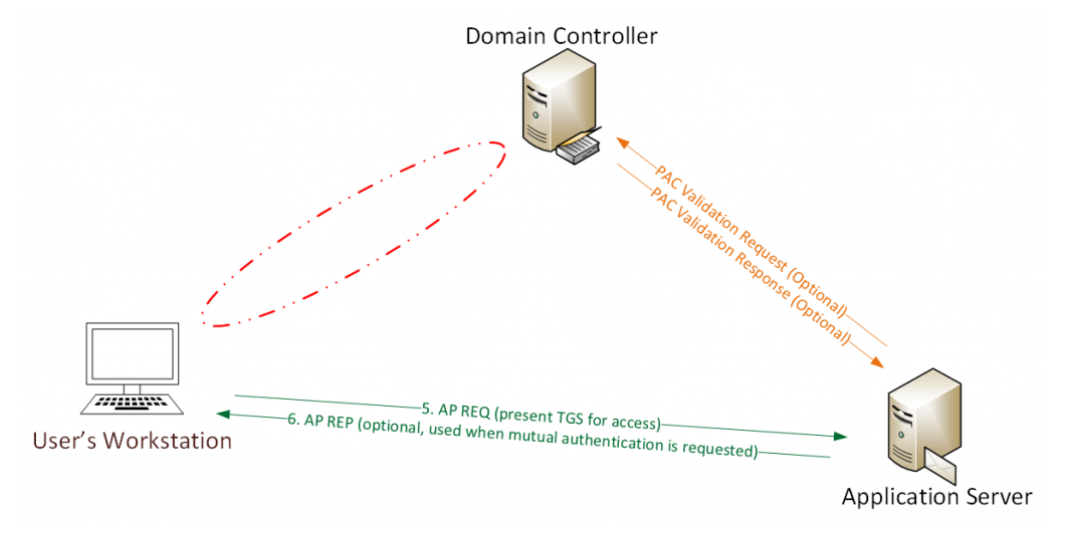 Domain Controller
PAC Validation Request (Optional)
PAC Validation Response (Optional)
5. AP REQ (present TGS for access)
6. AP REP (optional, used when mutual authentication is requested)
User's Workstation
Application Server